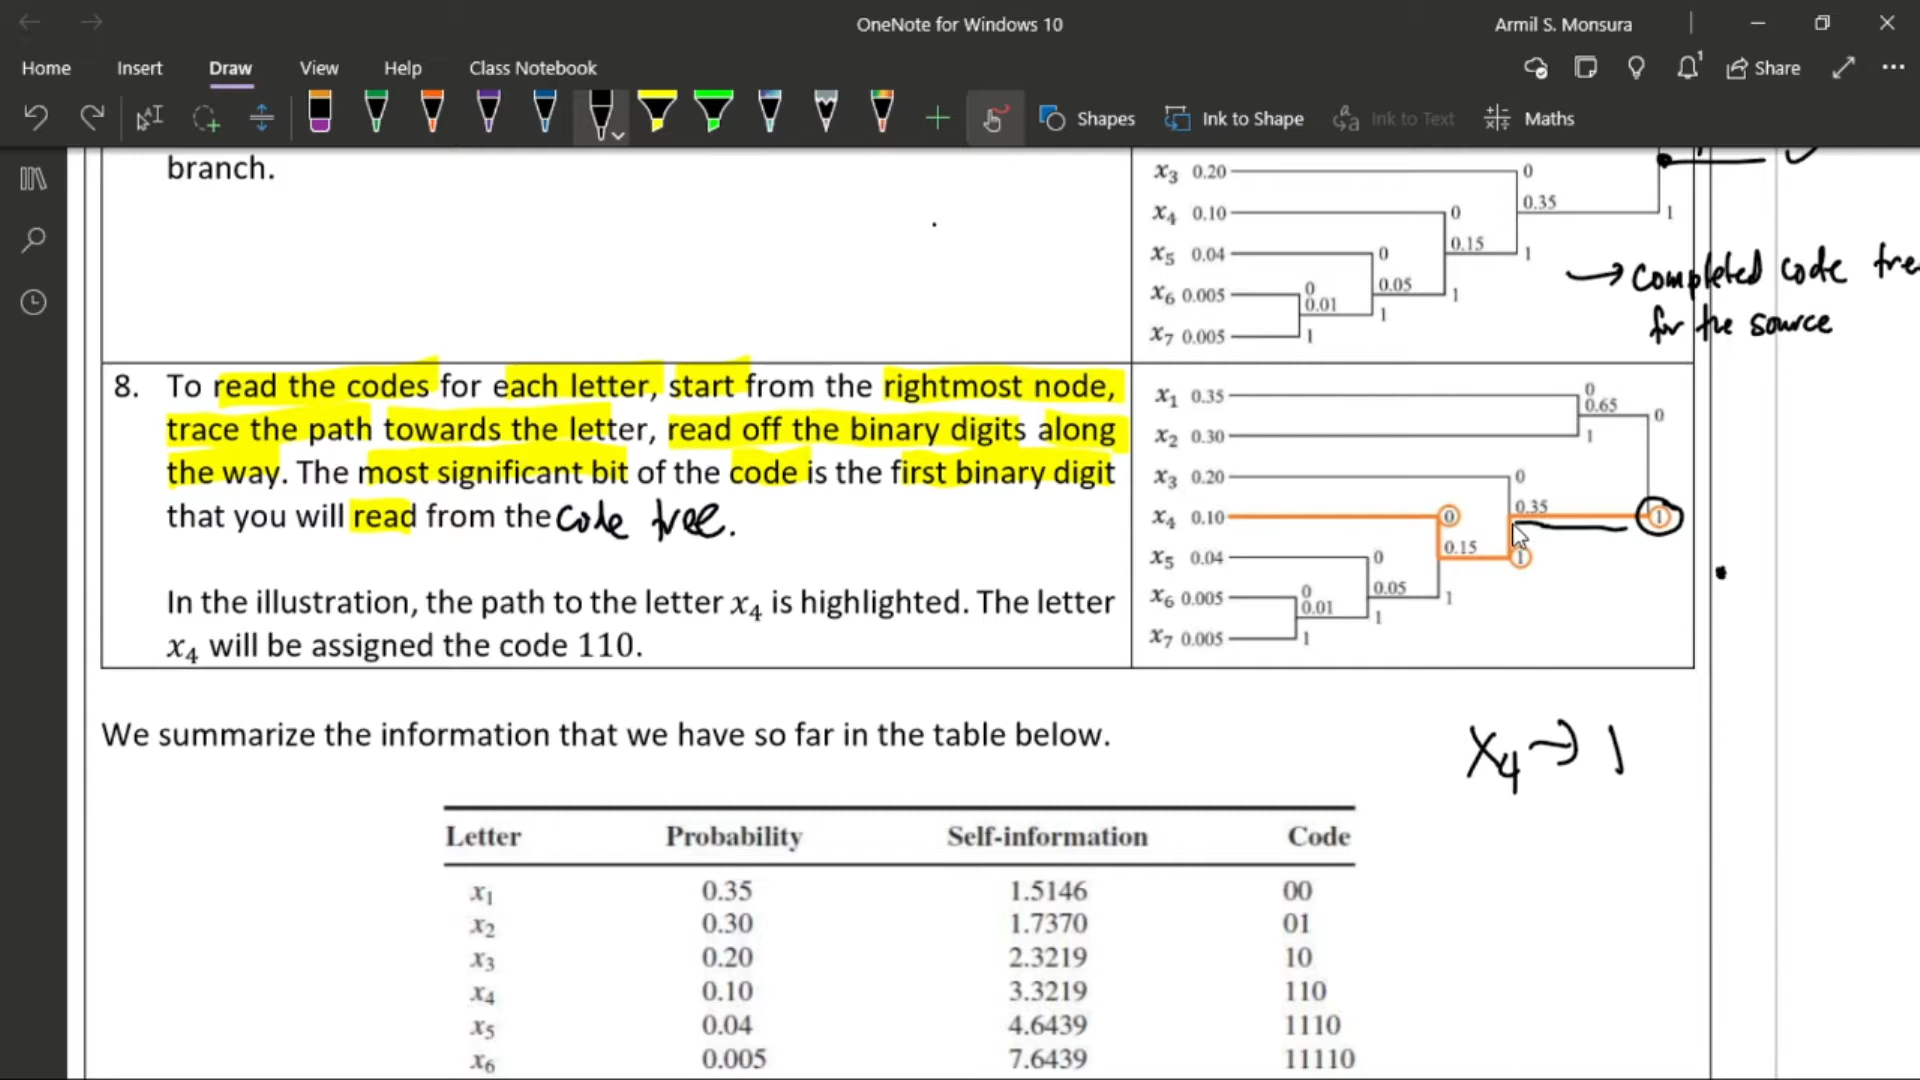 OneNote for Windows 10
Armil S. Monsura
Home Insert Draw View Help Class Notebook
1 Share
Shapes Ink to Shape Ink to Text Maths
branch.
x3 0.20 0
0.35
x4 0.10 0 1
0.15
x5 0.04 0 1
0.05
x6 0.005 0 1
0.01
1
x7 0.005 1
→ completed code tree
for the source
8. To read the codes for each letter, start from the rightmost node,
trace the path towards the letter, read off the binary digits along
the way. The most significant bit of the code is the first binary digit
that you will read from the code tree.
In the illustration, the path to the letter x4 is highlighted. The letter
x4 will be assigned the code 110.
x1 0.35 0
0.65 0
x2 0.30 1
x3 0.20 0
0.35
x4 0.10 0 1
0.15
x5 0.04 0 1
0.05
x6 0.005 0 1
0.01
1
x7 0.005 1
We summarize the information that we have so far in the table below.
x4 → 1
Letter Probability Self-information Code
x1 0.35 1.5146 00
x2 0.30 1.7370 01
x3 0.20 2.3219 10
x4 0.10 3.3219 110
x5 0.04 4.6439 1110
x6 0.005 7.6439 11110